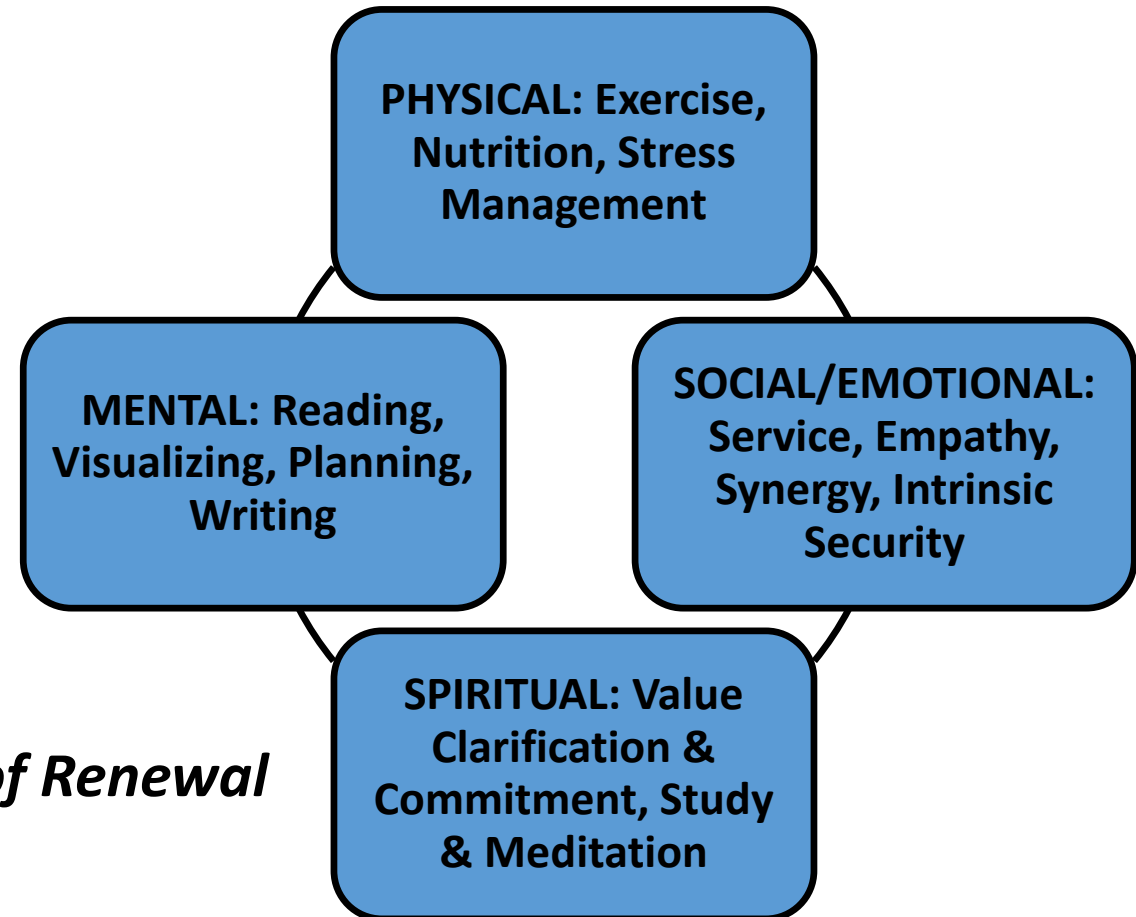 PHYSICAL: Exercise,
Nutrition, Stress
Management
MENTAL: Reading,
Visualizing, Planning,
Writing
SOCIAL/EMOTIONAL:
Service, Empathy,
Synergy, Intrinsic
Security
SPIRITUAL: Value
Clarification &
Commitment, Study
& Meditation
of Renewal